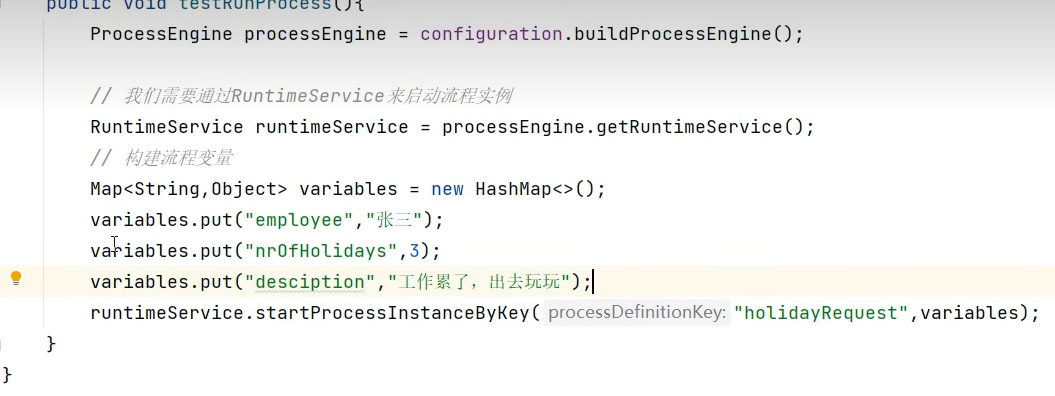 public void testRunProcess(){
ProcessEngine processEngine = configuration.buildProcessEngine();
// 我们需要通过RuntimeService来启动流程实例
RuntimeService runtimeService = processEngine.getRuntimeService();
// 构建流程变量
Map<String,Object> variables = new HashMap<>();
variables.put("employee","张三");
variables.put("nrOfHolidays",3);
variables.put("desciption","工作累了，出去玩玩");
runtimeService.startProcessInstanceByKey( processDefinitionKey: "holidayRequest",variables);
}
}